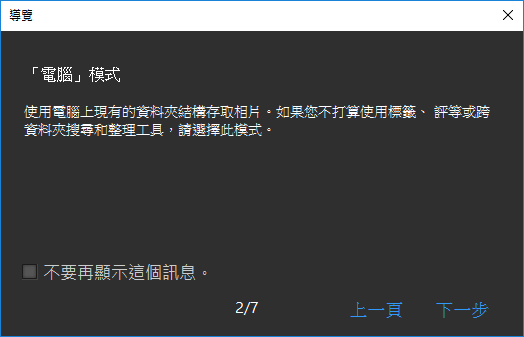 導覽
「電腦」模式
使用電腦上現有的資料夾結構存取相片。如果您不打算使用標籤、 評等或跨
資料夾搜尋和整理工具，請選擇此模式。
不要再顯示這個訊息。
2/7 上一頁 下一步